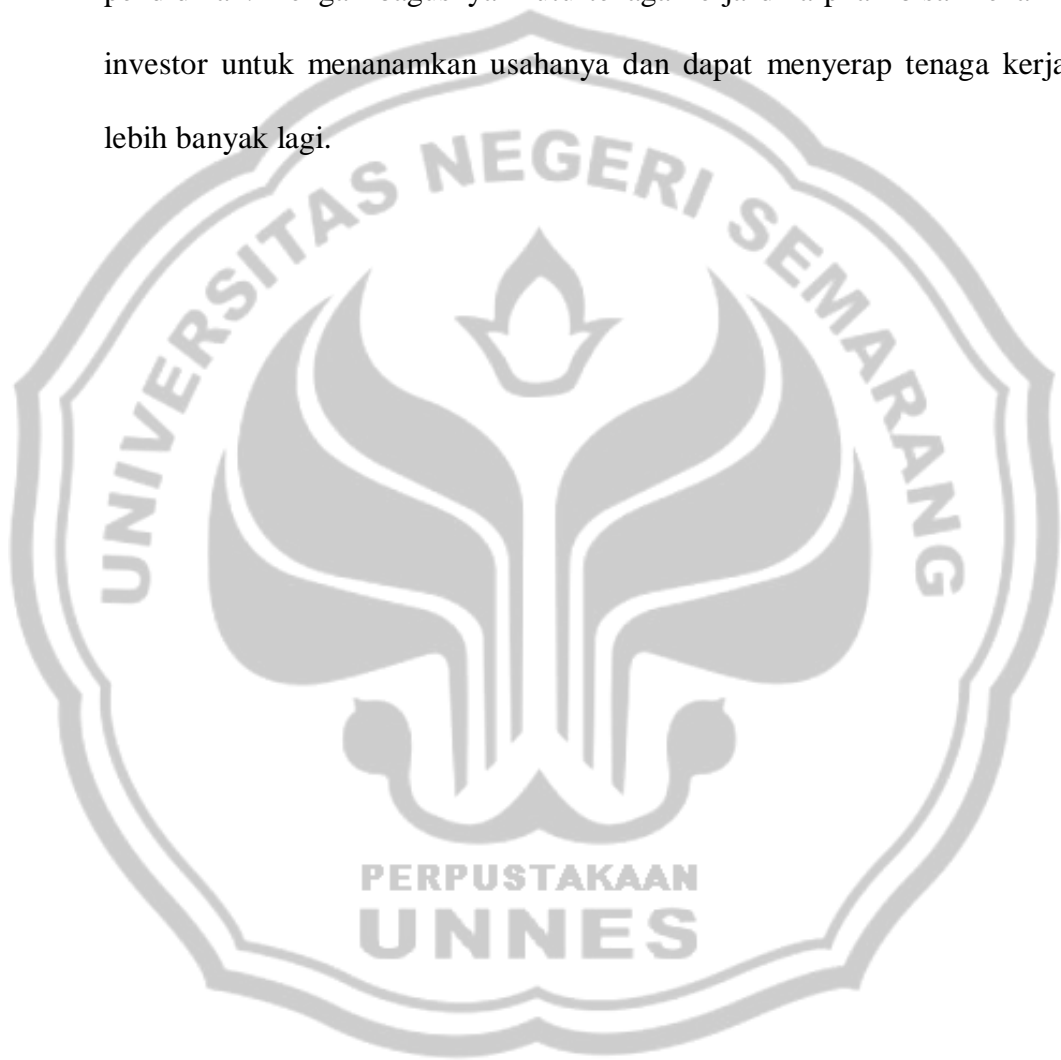 investor untuk menanamkan usahanya dan dapat menyerap tenaga kerja
lebih banyak lagi.
UNIVERSITAS NEGERI SEMARANG
PERPUSTAKAAN
UNNES